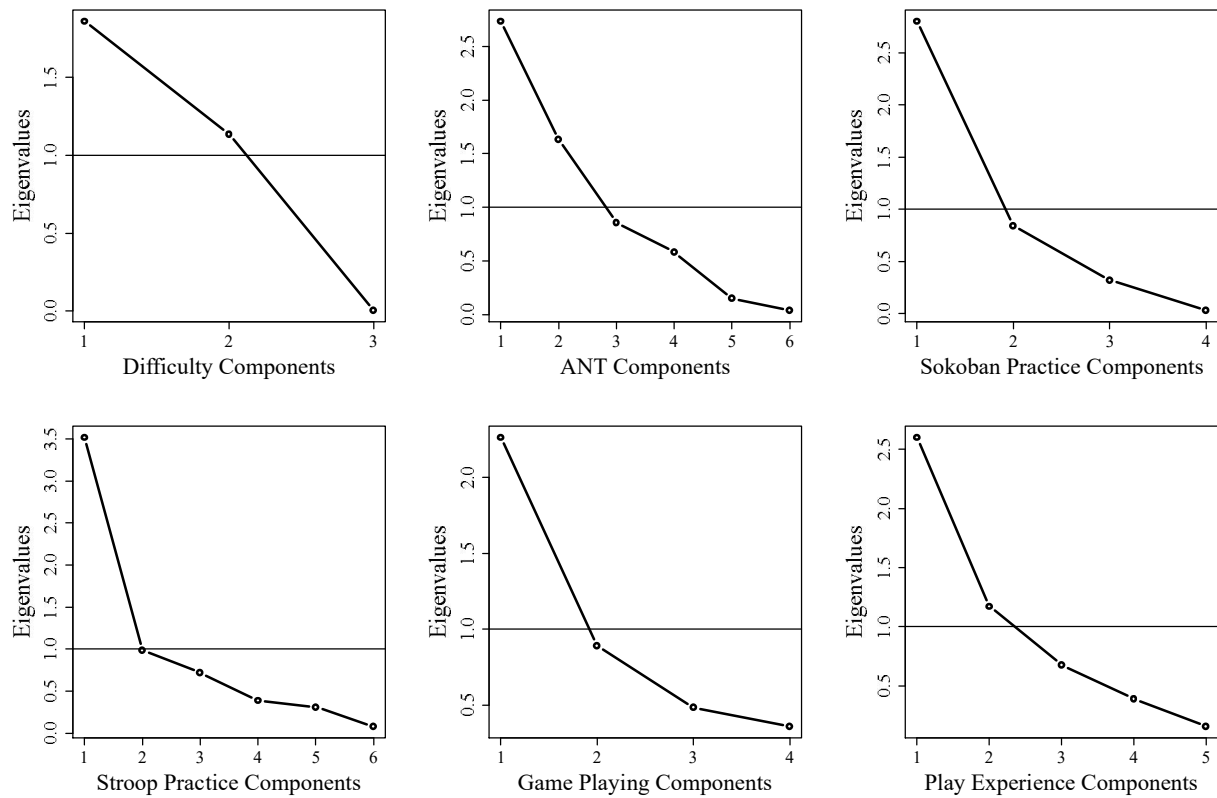 Eigenvalues
0.0 0.5 1.0 1.5
1 2 3
Difficulty Components
Eigenvalues
0.0 0.5 1.0 1.5 2.0 2.5
1 2 3 4 5 6
ANT Components
Eigenvalues
0.0 0.5 1.0 1.5 2.0 2.5
1 2 3 4
Sokoban Practice Components
Eigenvalues
0.0 0.5 1.0 1.5 2.0 2.5 3.0 3.5
1 2 3 4 5 6
Stroop Practice Components
Eigenvalues
0.5 1.0 1.5 2.0
1 2 3 4
Game Playing Components
Eigenvalues
0.5 1.0 1.5 2.0 2.5
1 2 3 4 5
Play Experience Components